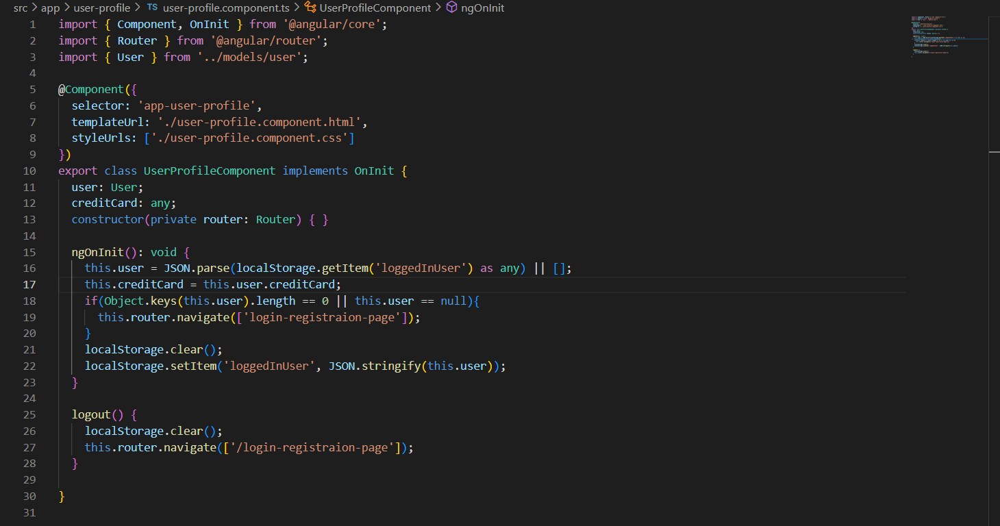 src > app > user-profile > TS user-profile.component.ts > UserProfileComponent > ngOnInit
1 import { Component, OnInit } from '@angular/core';
2 import { Router } from '@angular/router';
3 import { User } from '../models/user';
4
5 @Component({
6   selector: 'app-user-profile',
7   templateUrl: './user-profile.component.html',
8   styleUrls: ['./user-profile.component.css']
9 })
10 export class UserProfileComponent implements OnInit {
11   user: User;
12   creditCard: any;
13   constructor(private router: Router) { }
14
15   ngOnInit(): void {
16     this.user = JSON.parse(localStorage.getItem('loggedInUser') as any) || [];
17     this.creditCard = this.user.creditCard;
18     if(Object.keys(this.user).length == 0 || this.user == null){
19       this.router.navigate(['login-registraion-page']);
20     }
21     localStorage.clear();
22     localStorage.setItem('loggedInUser', JSON.stringify(this.user));
23   }
24
25   logout() {
26     localStorage.clear();
27     this.router.navigate(['/login-registraion-page']);
28   }
29
30 }
31